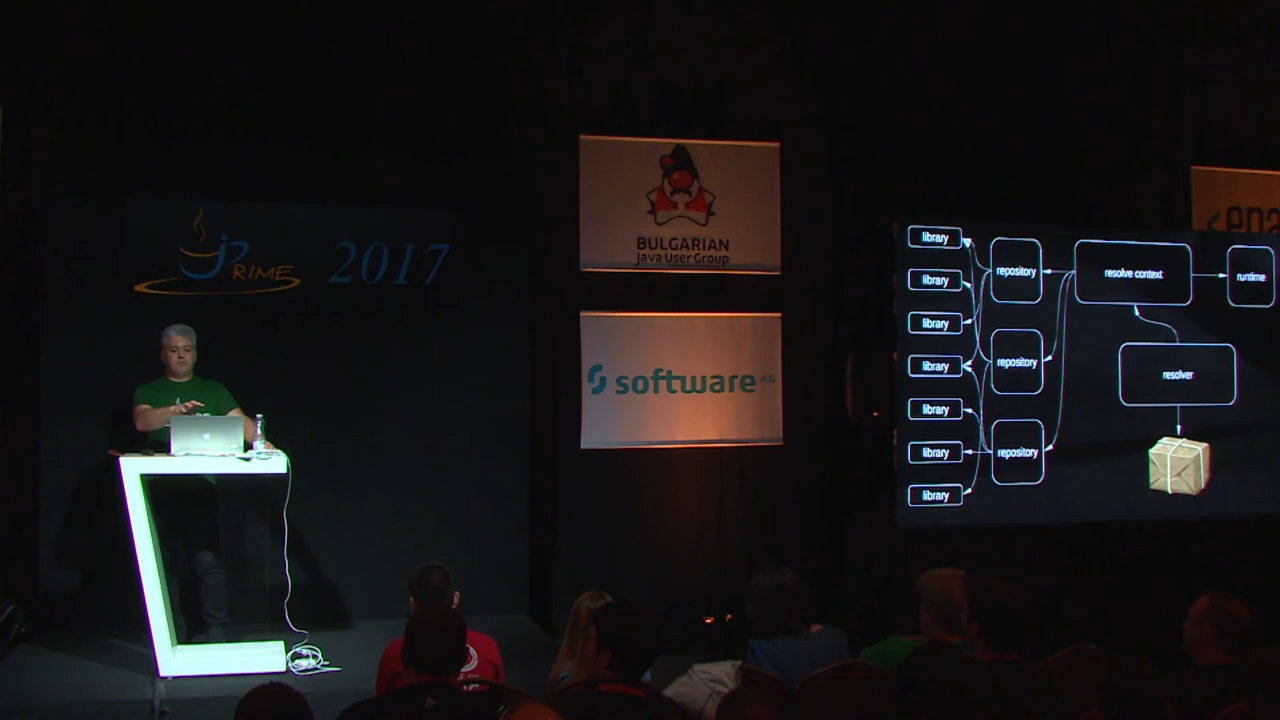 JPRIME 2017
BULGARIAN
Java User Group
software AG
library
library
library
library
library
library
library
repository
repository
repository
resolve context
runtime
resolver